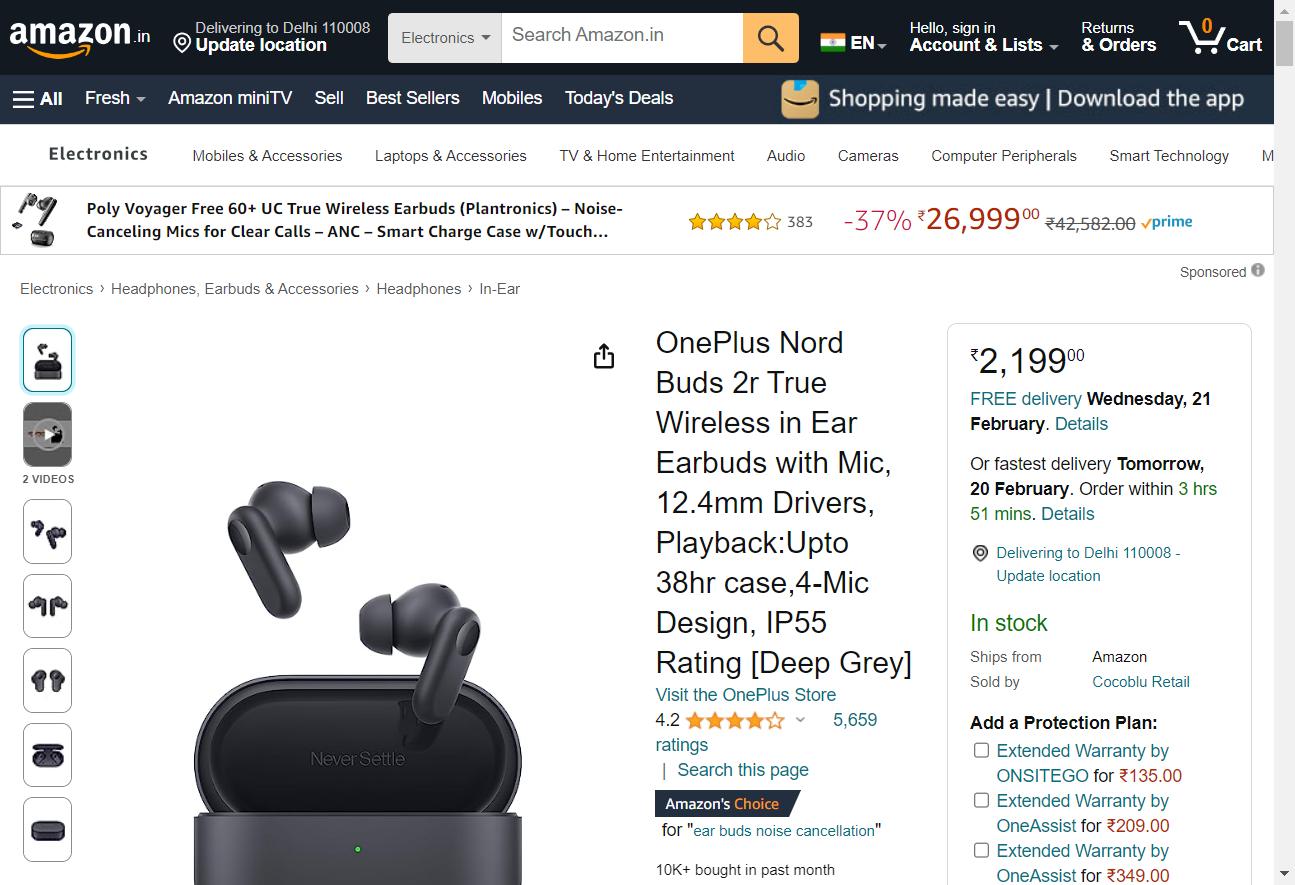 amazon.in
Delivering to Delhi 110008
Update location
Electronics
Search Amazon.in
EN
Hello, sign in
Account & Lists
Returns
& Orders
0
Cart
All
Fresh
Amazon miniTV
Sell
Best Sellers
Mobiles
Today's Deals
Shopping made easy | Download the app
Electronics
Mobiles & Accessories
Laptops & Accessories
TV & Home Entertainment
Audio
Cameras
Computer Peripherals
Smart Technology
M
Poly Voyager Free 60+ UC True Wireless Earbuds (Plantronics) – Noise-
Canceling Mics for Clear Calls – ANC – Smart Charge Case w/Touch...
383
-37% ₹26,99900 ₹42,582.00 prime
Sponsored
Electronics › Headphones, Earbuds & Accessories › Headphones › In-Ear
2 VIDEOS
Never Settle
OnePlus Nord
Buds 2r True
Wireless in Ear
Earbuds with Mic,
12.4mm Drivers,
Playback:Upto
38hr case,4-Mic
Design, IP55
Rating [Deep Grey]
Visit the OnePlus Store
4.2
5,659
ratings
| Search this page
Amazon's Choice
for "ear buds noise cancellation"
10K+ bought in past month
₹2,19900
FREE delivery Wednesday, 21
February. Details
Or fastest delivery Tomorrow,
20 February. Order within 3 hrs
51 mins. Details
Delivering to Delhi 110008 -
Update location
In stock
Ships from Amazon
Sold by Cocoblu Retail
Add a Protection Plan:
Extended Warranty by
ONSITEGO for ₹135.00
Extended Warranty by
OneAssist for ₹209.00
Extended Warranty by
OneAssist for ₹349.00